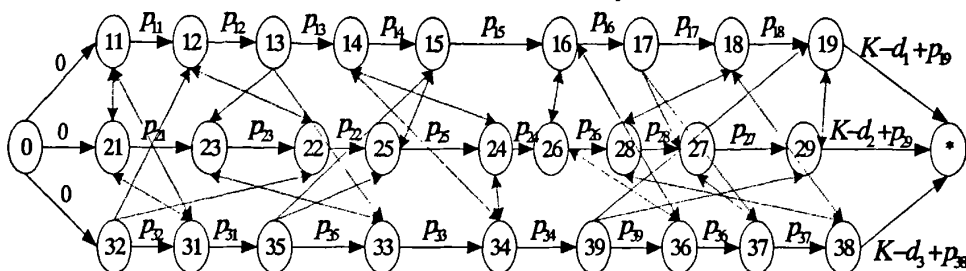 p11 p12 p13 p14 p15 p16 p17 p18
11 12 13 14 15 16 17 18 19
0 K-d1+p19
0 p21 p23 p22 p25 p24 p26 p28 p27 K-d2+p29
0 21 23 22 25 24 26 28 27 29 *
0
p32 p31 p35 p33 p34 p39 p36 p37
32 31 35 33 34 39 36 37 38 K-d3+p38